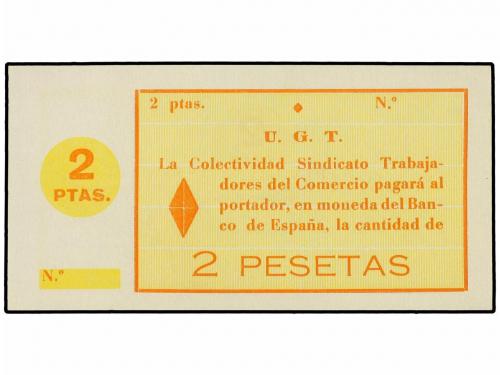 2
PTAS.
N.º
2 ptas. N.º
U. G. T.
La Colectividad Sindicato Trabaja-
dores del Comercio pagará al
portador, en moneda del Ban-
co de España, la cantidad de
2 PESETAS